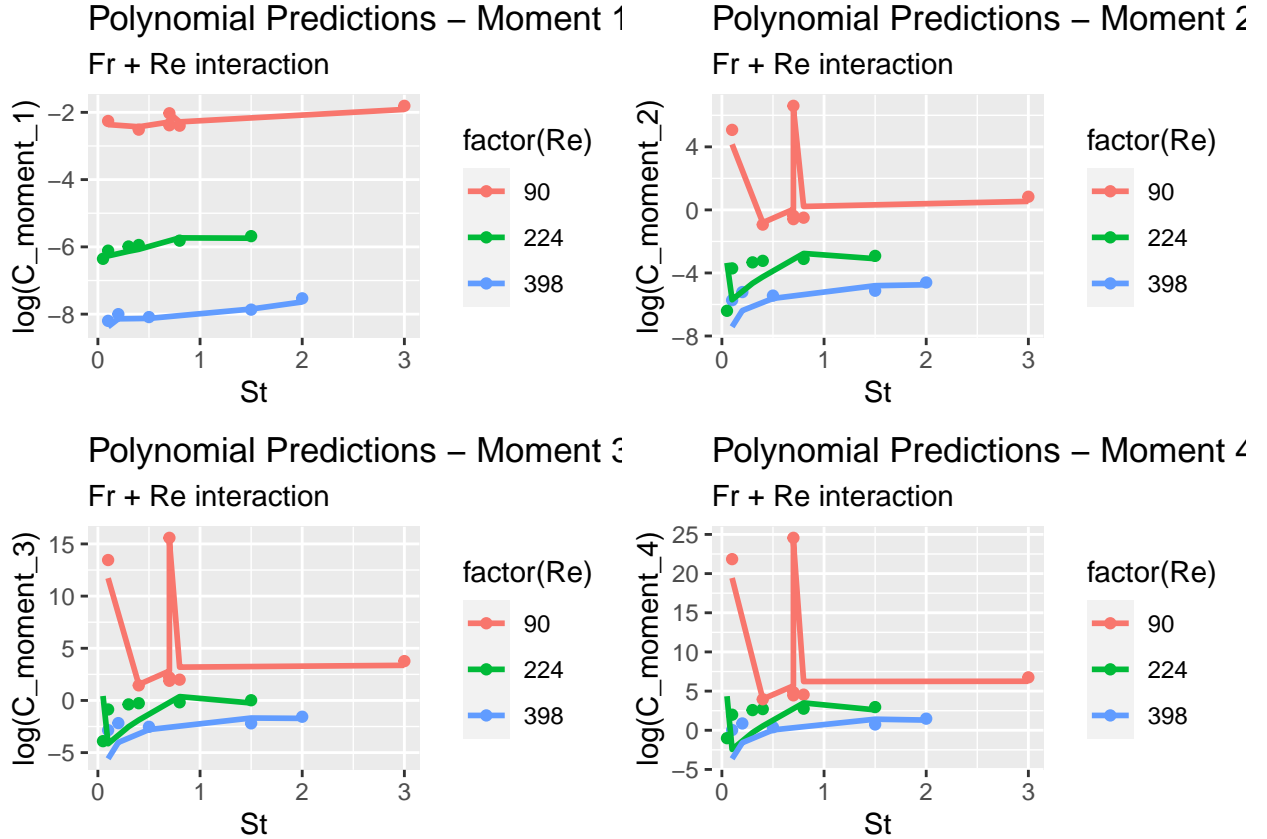 Polynomial Predictions – Moment 1
Fr + Re interaction
log(C_moment_1)
−2
−4
−6
−8
0
1
2
3
St
factor(Re)
90
224
398
Polynomial Predictions – Moment 2
Fr + Re interaction
log(C_moment_2)
4
0
−4
−8
0
1
2
3
St
factor(Re)
90
224
398
Polynomial Predictions – Moment 3
Fr + Re interaction
log(C_moment_3)
15
10
5
0
−5
0
1
2
3
St
factor(Re)
90
224
398
Polynomial Predictions – Moment 4
Fr + Re interaction
log(C_moment_4)
25
20
15
10
5
0
−5
0
1
2
3
St
factor(Re)
90
224
398